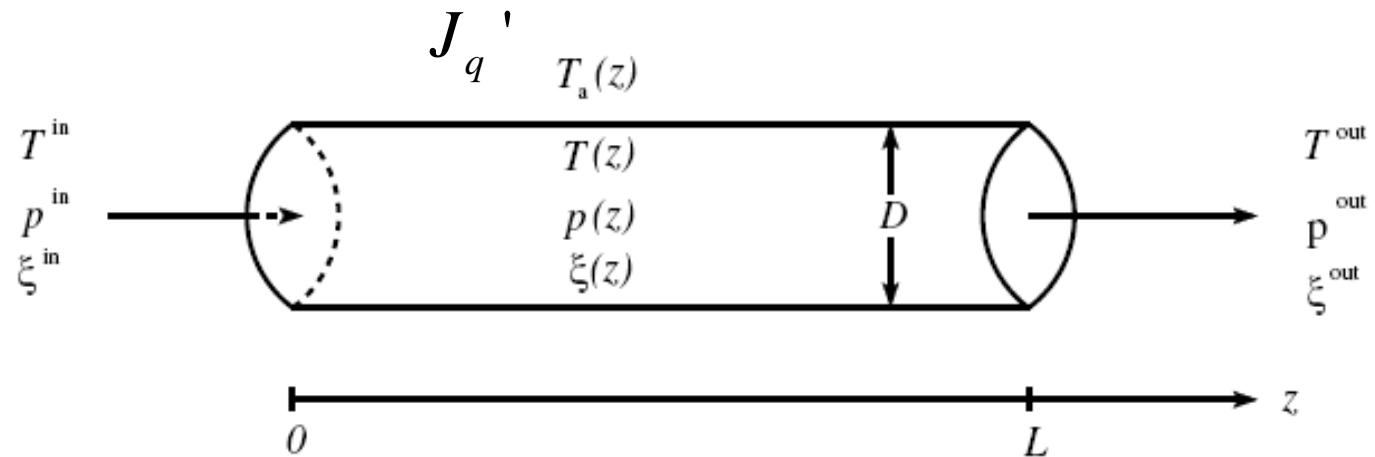 J_q '
T_a(z)
T^in
T(z)
T^out
p^in
p(z)
D
p^out
ξ^in
ξ(z)
ξ^out
z
0
L